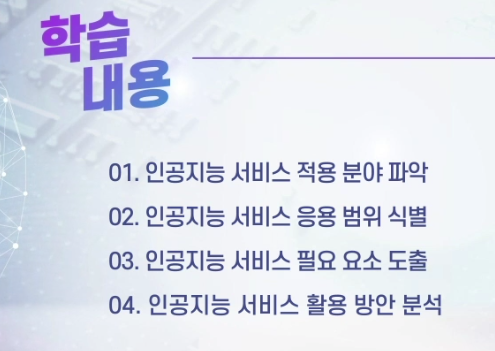 학습
내용
01. 인공지능 서비스 적용 분야 파악
02. 인공지능 서비스 응용 범위 식별
03. 인공지능 서비스 필요 요소 도출
04. 인공지능 서비스 활용 방안 분석